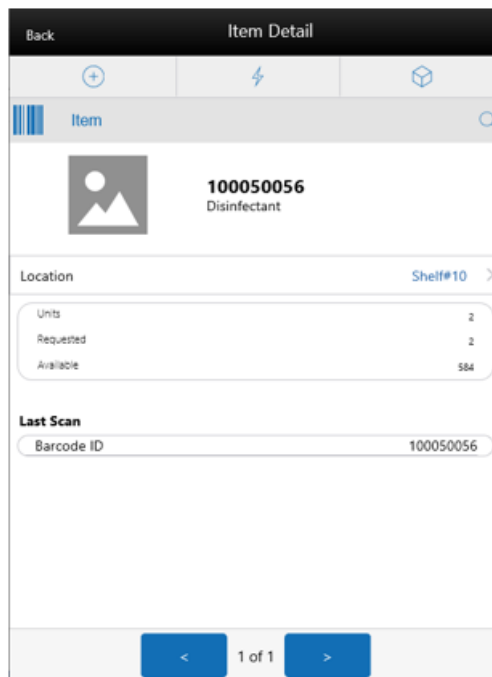 Back Item Detail
Item
100050056
Disinfectant
Location Shelf#10 >
Units 2
Requested 2
Available 584
Last Scan
Barcode ID 100050056
< 1 of 1 >